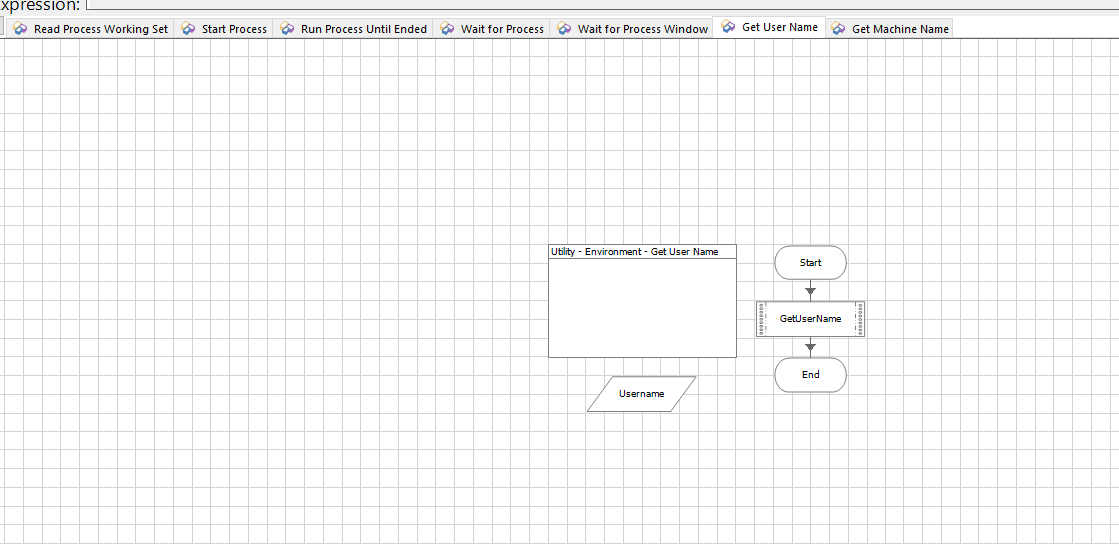 xpression:
Read Process Working Set
Start Process
Run Process Until Ended
Wait for Process
Wait for Process Window
Get User Name
Get Machine Name
Utility - Environment - Get User Name
Start
GetUserName
End
Username